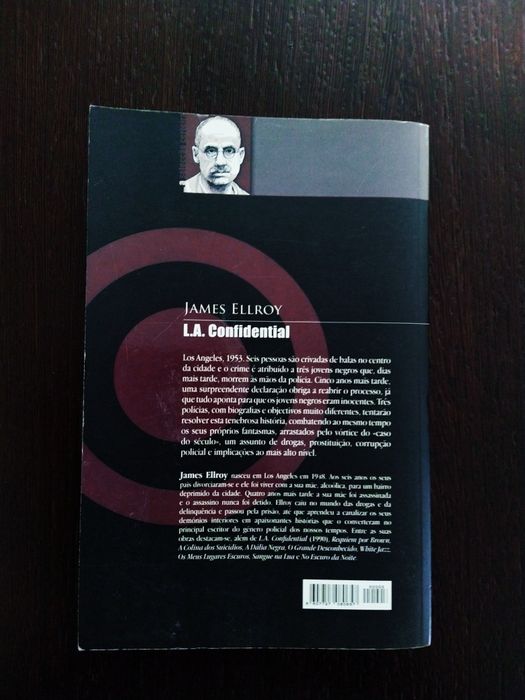 JAMES ELLROY
L.A. Confidential
Los Angeles, 1953. Seis pessoas são crivadas de balas no centro
da cidade e o crime é atribuído a três jovens negros que, dias
mais tarde, morrem às mãos da polícia. Cinco anos mais tarde,
uma surpreendente declaração obriga a reabrir o processo, já
que tudo aponta para que os jovens negros eram inocentes. Três
polícias, com biografias e objectivos muito diferentes, tentarão
resolver esta tenebrosa história, combatendo ao mesmo tempo
os seus próprios fantasmas, arrastados pelo vórtice do «caso
do século», um assunto de drogas, prostituição, corrupção
policial e implicações ao mais alto nível.
James Ellroy nasceu em Los Angeles em 1948. Aos seis anos os seus
pais divorciaram-se e ele foi viver com a sua mãe, alcoólica, para um bairro
deprimido da cidade. Quatro anos mais tarde a sua mãe foi assassinada
e o assassino nunca foi detido. Ellroy caiu no mundo das drogas e da
delinquência e passou pela prisão, até que aprendeu a canalizar os seus
demónios interiores em apaixonantes histórias que o converteram no
principal escritor do género policial dos nossos tempos. Entre as suas
obras destacam-se, além de L.A. Confidential (1990), Requiem por Brown,
A Colina dos Suicídios, A Dália Negra, O Grande Desconhecido, White Jazz,
Os Meus Lugares Escuros, Sangue na Lua e No Escuro da Noite.